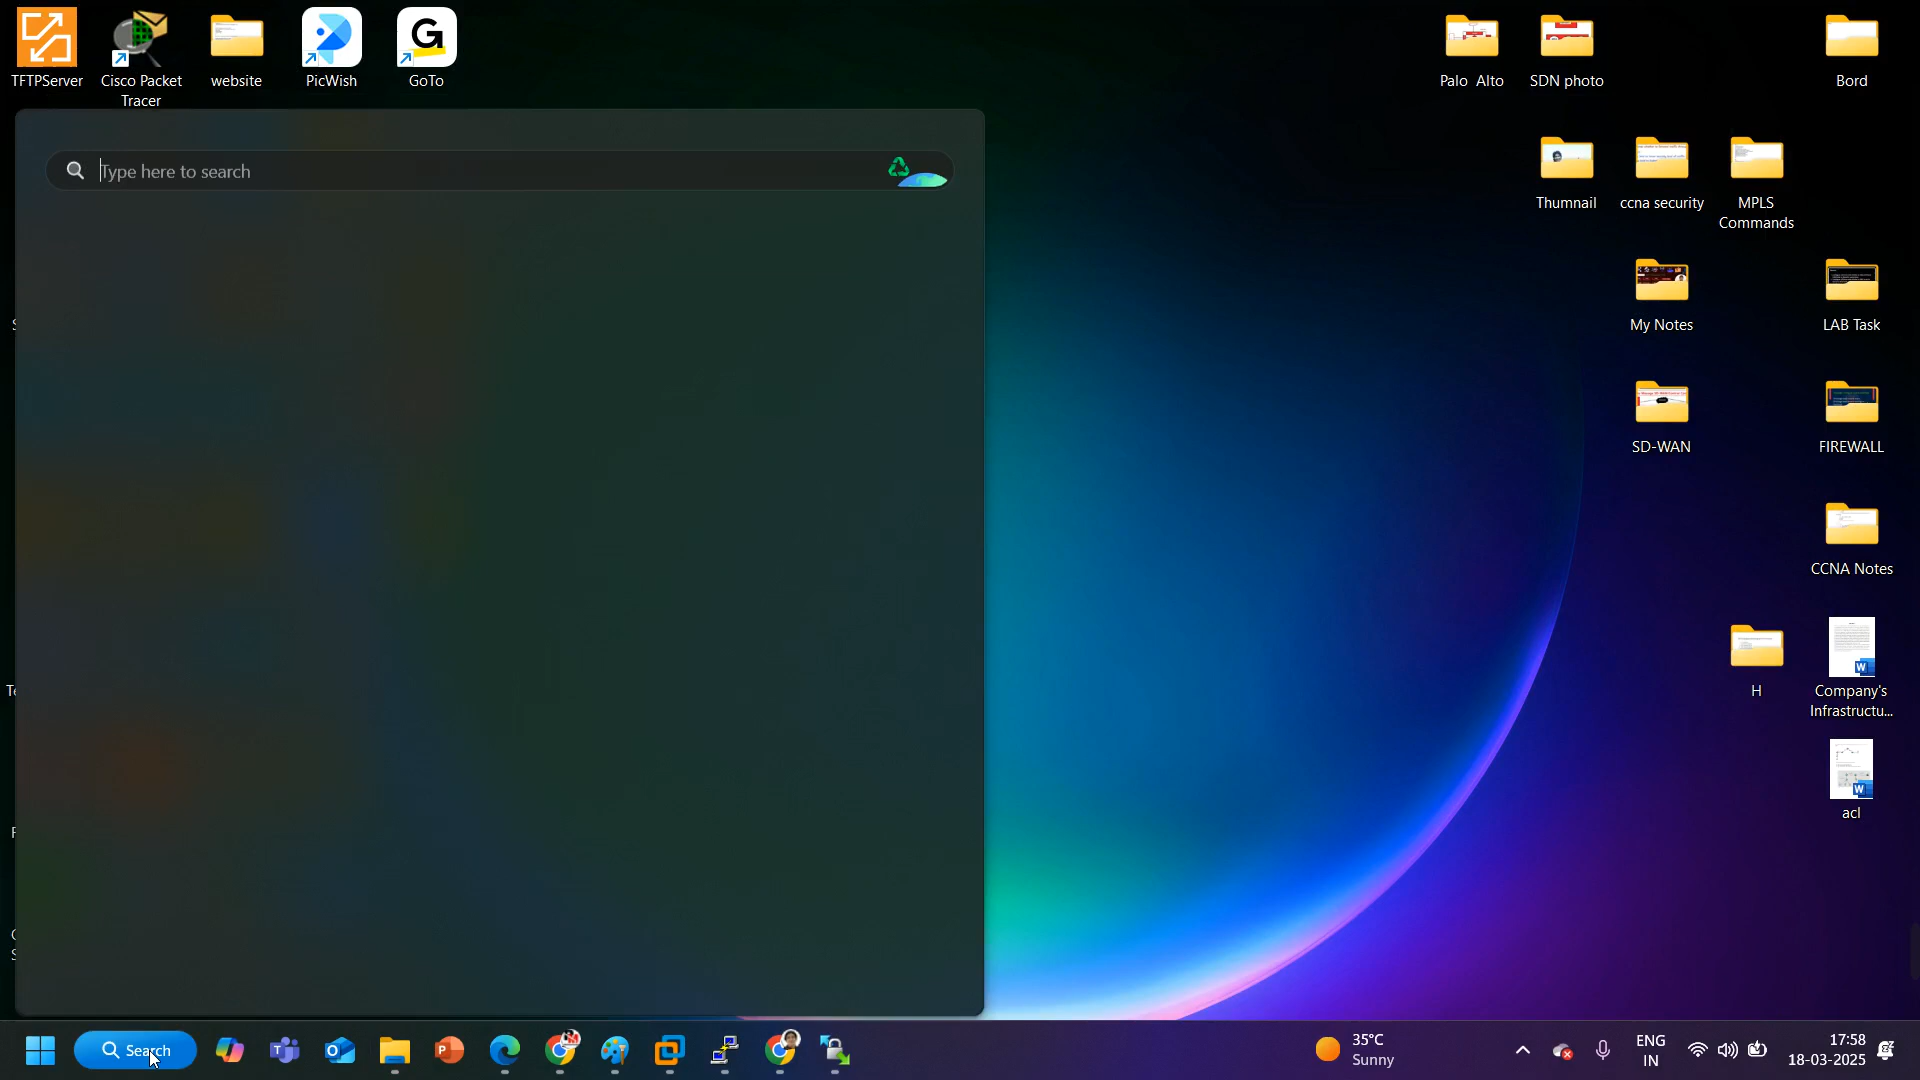 TFTPServer
Cisco Packet
Tracer
website
PicWish
G
GoTo
Palo Alto
SDN photo
Bord
Type here to search
Thumnail
ccna security
MPLS
Commands
My Notes
LAB Task
SD-WAN
FIREWALL
CCNA Notes
H
Company's
Infrastructu...
acl
Search
35°C
Sunny
ENG
IN
17:58
18-03-2025